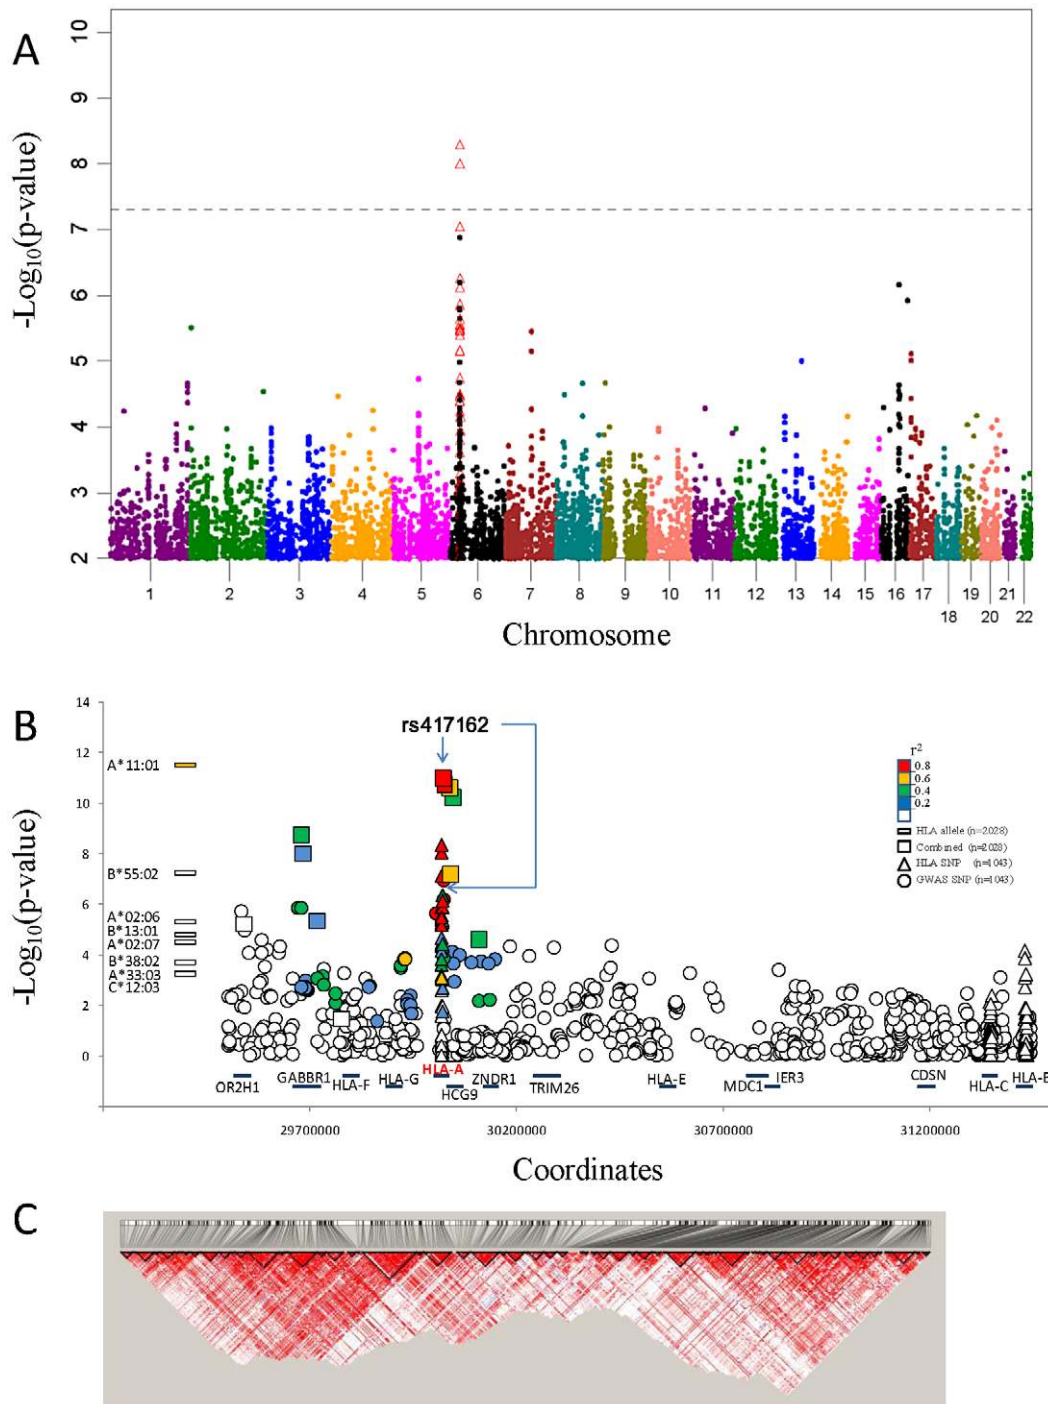 A
-Log10(p-value)
10
9
8
7
6
5
4
3
2
1 2 3 4 5 6 7 8 9 10 11 12 13 14 15 16 17 18 19 20 21 22
Chromosome
B
-Log10(p-value)
14
12
10
8
6
4
2
0
A*11:01
B*55:02
A*02:06
B*13:01
A*02:07
B*38:02
A*33:03
C*12:03
rs417162
r2
0.8
0.6
0.4
0.2
HLA allele (n=2028)
Combined (n=2028)
HLA SNP (n=1043)
GWAS SNP (n=1043)
OR2H1 GABBR1 HLA-F HLA-G HLA-A HCG9 ZNDR1 TRIM26 HLA-E MDC1 IER3 CDSN HLA-C
29700000 30200000 30700000 31200000
Coordinates
C